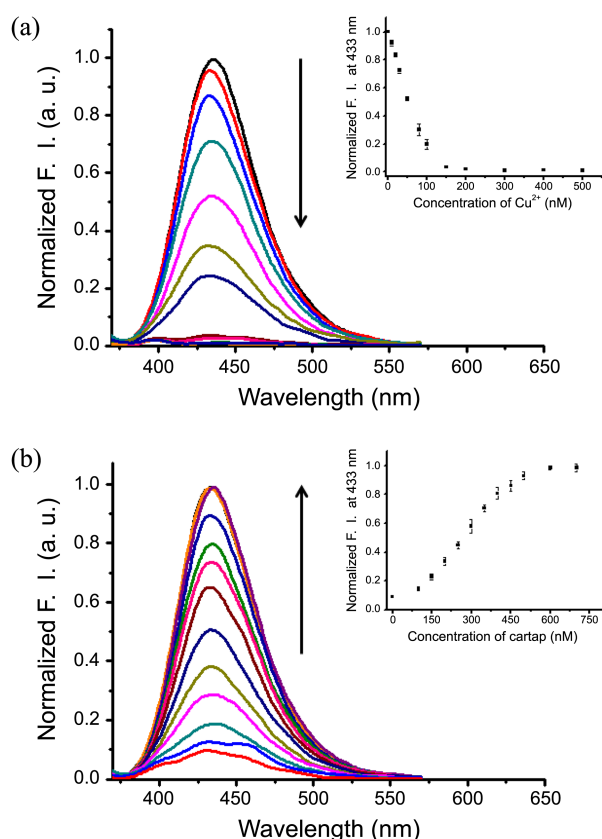 (a)
Normalized F. I. (a. u.)
1.0
0.8
0.6
0.4
0.2
0.0
400 450 500 550 600 650
Wavelength (nm)
Normalized F. I. at 433 nm
1.0
0.8
0.6
0.4
0.2
0.0
0 100 200 300 400 500
Concentration of Cu²⁺ (nM)
(b)
Normalized F. I. (a. u.)
1.0
0.8
0.6
0.4
0.2
0.0
400 450 500 550 600 650
Wavelength (nm)
Normalized F. I. at 433 nm
1.0
0.8
0.6
0.4
0.2
0.0
0 150 300 450 600 750
Concentration of cartap (nM)